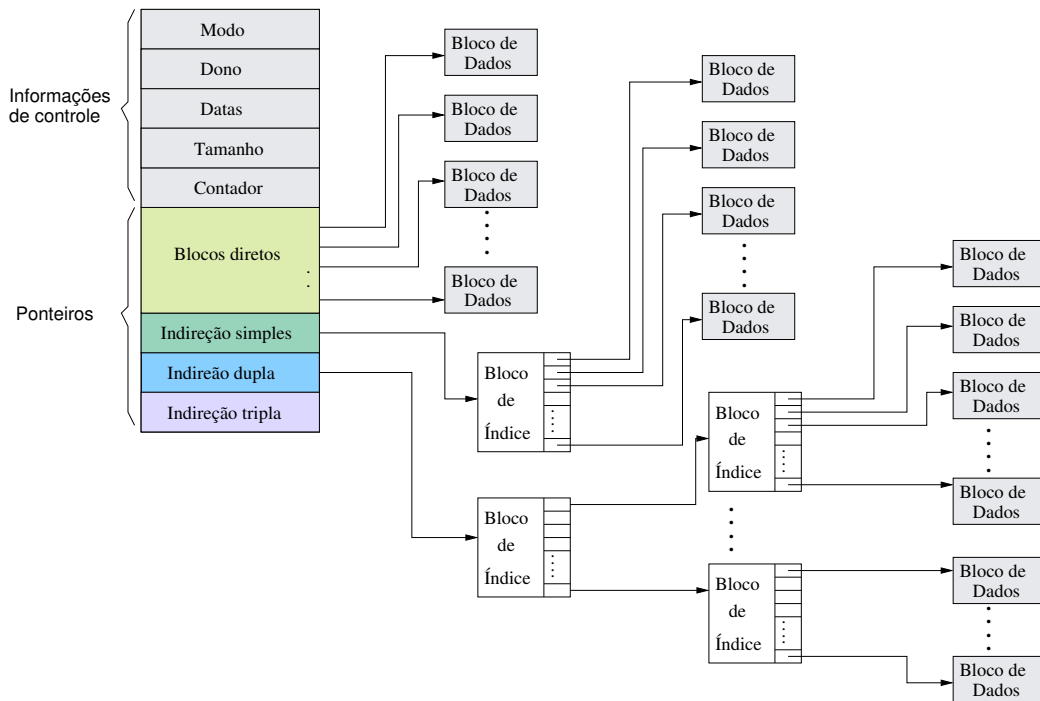 Informações
de controle
Modo
Dono
Datas
Tamanho
Contador
Ponteiros
Blocos diretos
Indireção simples
Indireão dupla
Indireção tripla
Bloco de
Dados
Bloco de
Dados
Bloco de
Dados
Bloco de
Dados
Bloco
de
Índice
Bloco
de
Índice
Bloco de
Dados
Bloco de
Dados
Bloco de
Dados
Bloco de
Dados
Bloco
de
Índice
Bloco
de
Índice
Bloco de
Dados
Bloco de
Dados
Bloco de
Dados
Bloco de
Dados
Bloco de
Dados
Bloco de
Dados